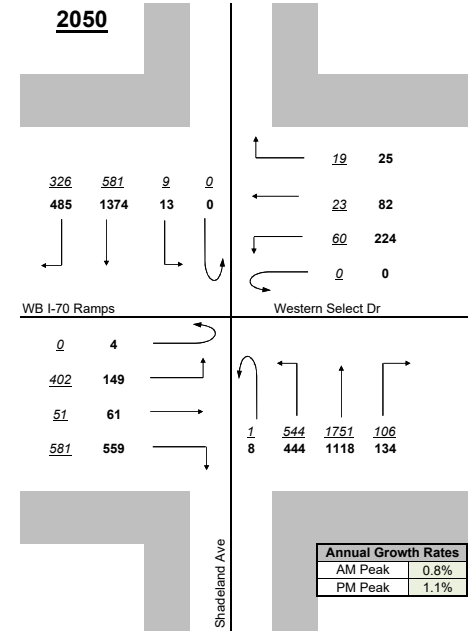 2050
19 25
326 581 9 0
485 1374 13 0
23 82
60 224
0 0
WB I-70 Ramps
Western Select Dr
0 4
402 149
51 61
581 559
1 544 1751 106
8 444 1118 134
Shadeland Ave
Annual Growth Rates
AM Peak 0.8%
PM Peak 1.1%